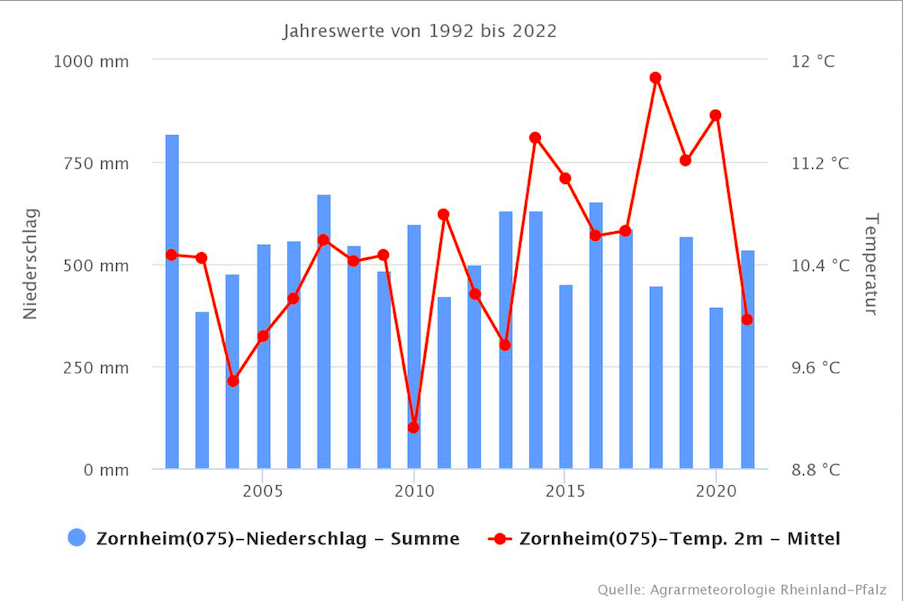 Jahreswerte von 1992 bis 2022
1000 mm
12 °C
750 mm
11.2 °C
500 mm
10.4 °C
250 mm
9.6 °C
0 mm
8.8 °C
Niederschlag
Temperatur
2005
2010
2015
2020
Zornheim(075)-Niederschlag - Summe
Zornheim(075)-Temp. 2m - Mittel
Quelle: Agrarmeteorologie Rheinland-Pfalz